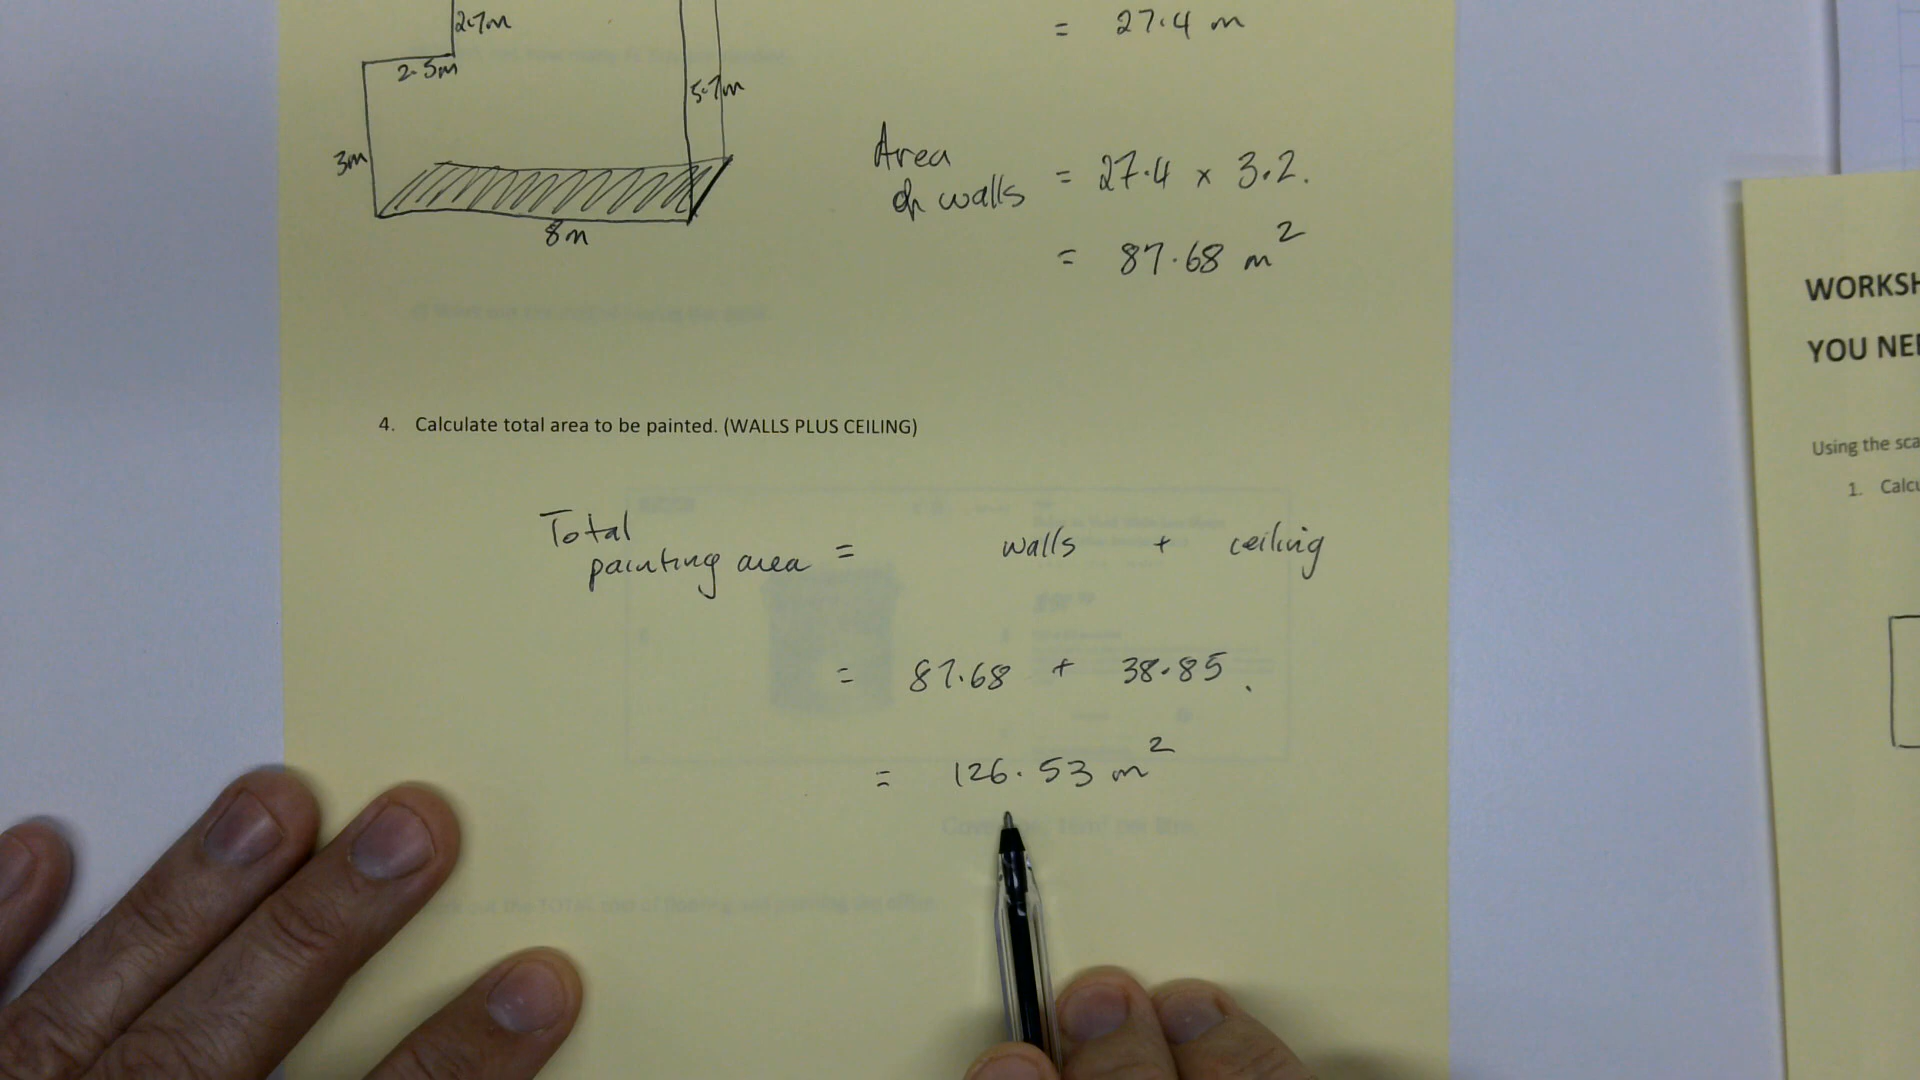 2.7m
= 27.4 m
2.5m
5.7m
3m
8m
Area
of walls = 27.4 x 3.2.
= 87.68 m²
WORKSH
YOU NEE
Using the sca
1. Calcu
4. Calculate total area to be painted. (WALLS PLUS CEILING)
Total
painting area = walls + ceiling
= 87.68 + 38.85.
= 126.53 m²